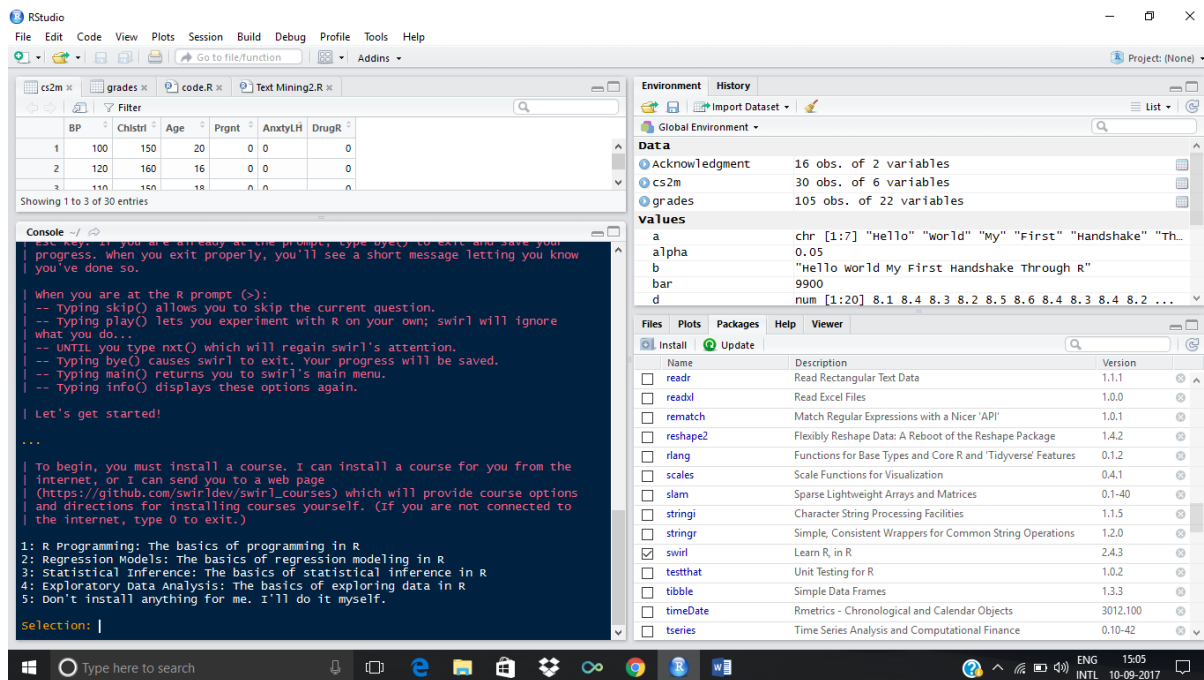 RStudio
File Edit Code View Plots Session Build Debug Profile Tools Help
Go to file/function Addins Project: (None)
cs2m grades code.R Text Mining2.R
Filter
BP Chlstrl Age Prgnt AnxtyLH DrugR
1 100 150 20 0 0 0
2 120 160 16 0 0 0
3 110 150 18 0 0 0
Showing 1 to 3 of 30 entries
Console ~/
| ESC key. If you are already at the prompt, type bye() to exit and save your
| progress. When you exit properly, you'll see a short message letting you know
| you've done so.
| When you are at the R prompt (>):
| -- Typing skip() allows you to skip the current question.
| -- Typing play() lets you experiment with R on your own; swirl will ignore
| what you do...
| -- UNTIL you type nxt() which will regain swirl's attention.
| -- Typing bye() causes swirl to exit. Your progress will be saved.
| -- Typing main() returns you to swirl's main menu.
| -- Typing info() displays these options again.
| Let's get started!
...
| To begin, you must install a course. I can install a course for you from the
| internet, or I can send you to a web page
| (https://github.com/swirldev/swirl_courses) which will provide course options
| and directions for installing courses yourself. (If you are not connected to
| the internet, type 0 to exit.)
1: R Programming: The basics of programming in R
2: Regression Models: The basics of regression modeling in R
3: Statistical Inference: The basics of statistical inference in R
4: Exploratory Data Analysis: The basics of exploring data in R
5: Don't install anything for me. I'll do it myself.
Selection:
Environment History
Import Dataset List
Global Environment
Data
Acknowledgment 16 obs. of 2 variables
cs2m 30 obs. of 6 variables
grades 105 obs. of 22 variables
Values
a chr [1:7] "Hello" "World" "My" "First" "Handshake" "Th...
alpha 0.05
b "Hello World My First Handshake Through R"
bar 9900
d num [1:20] 8.1 8.4 8.3 8.2 8.5 8.6 8.4 8.3 8.4 8.2 ...
Files Plots Packages Help Viewer
Install Update
Name Description Version
readr Read Rectangular Text Data 1.1.1
readxl Read Excel Files 1.0.0
rematch Match Regular Expressions with a Nicer 'API' 1.0.1
reshape2 Flexibly Reshape Data: A Reboot of the Reshape Package 1.4.2
rlang Functions for Base Types and Core R and 'Tidyverse' Features 0.1.2
scales Scale Functions for Visualization 0.4.1
slam Sparse Lightweight Arrays and Matrices 0.1-40
stringi Character String Processing Facilities 1.1.5
stringr Simple, Consistent Wrappers for Common String Operations 1.2.0
swirl Learn R, in R 2.4.3
testthat Unit Testing for R 1.0.2
tibble Simple Data Frames 1.3.3
timeDate Rmetrics - Chronological and Calendar Objects 3012.100
tseries Time Series Analysis and Computational Finance 0.10-42
Type here to search
ENG 15:05
INTL 10-09-2017